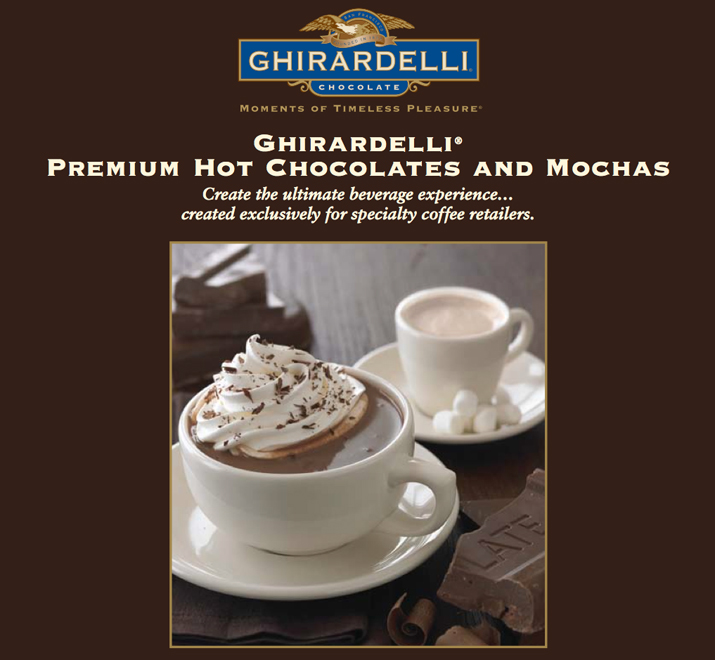 GHIRARDELLI®
CHOCOLATE
MOMENTS OF TIMELESS PLEASURE®
GHIRARDELLI®
PREMIUM HOT CHOCOLATES AND MOCHAS
Create the ultimate beverage experience...
created exclusively for specialty coffee retailers.
LATE